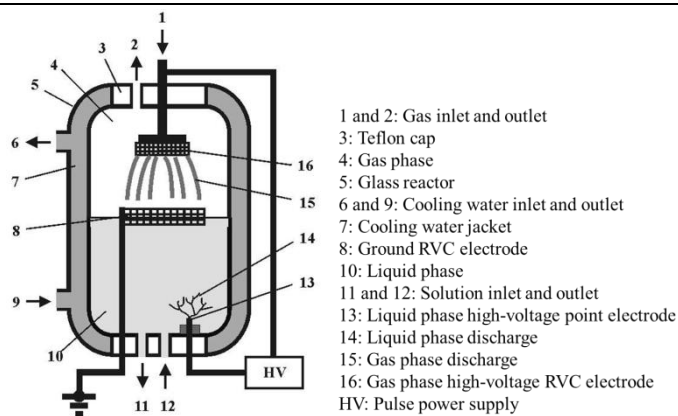 1
2
3
4
5
6
7
8
9
10
11
12
13
14
15
16
HV
1 and 2: Gas inlet and outlet
3: Teflon cap
4: Gas phase
5: Glass reactor
6 and 9: Cooling water inlet and outlet
7: Cooling water jacket
8: Ground RVC electrode
10: Liquid phase
11 and 12: Solution inlet and outlet
13: Liquid phase high-voltage point electrode
14: Liquid phase discharge
15: Gas phase discharge
16: Gas phase high-voltage RVC electrode
HV: Pulse power supply